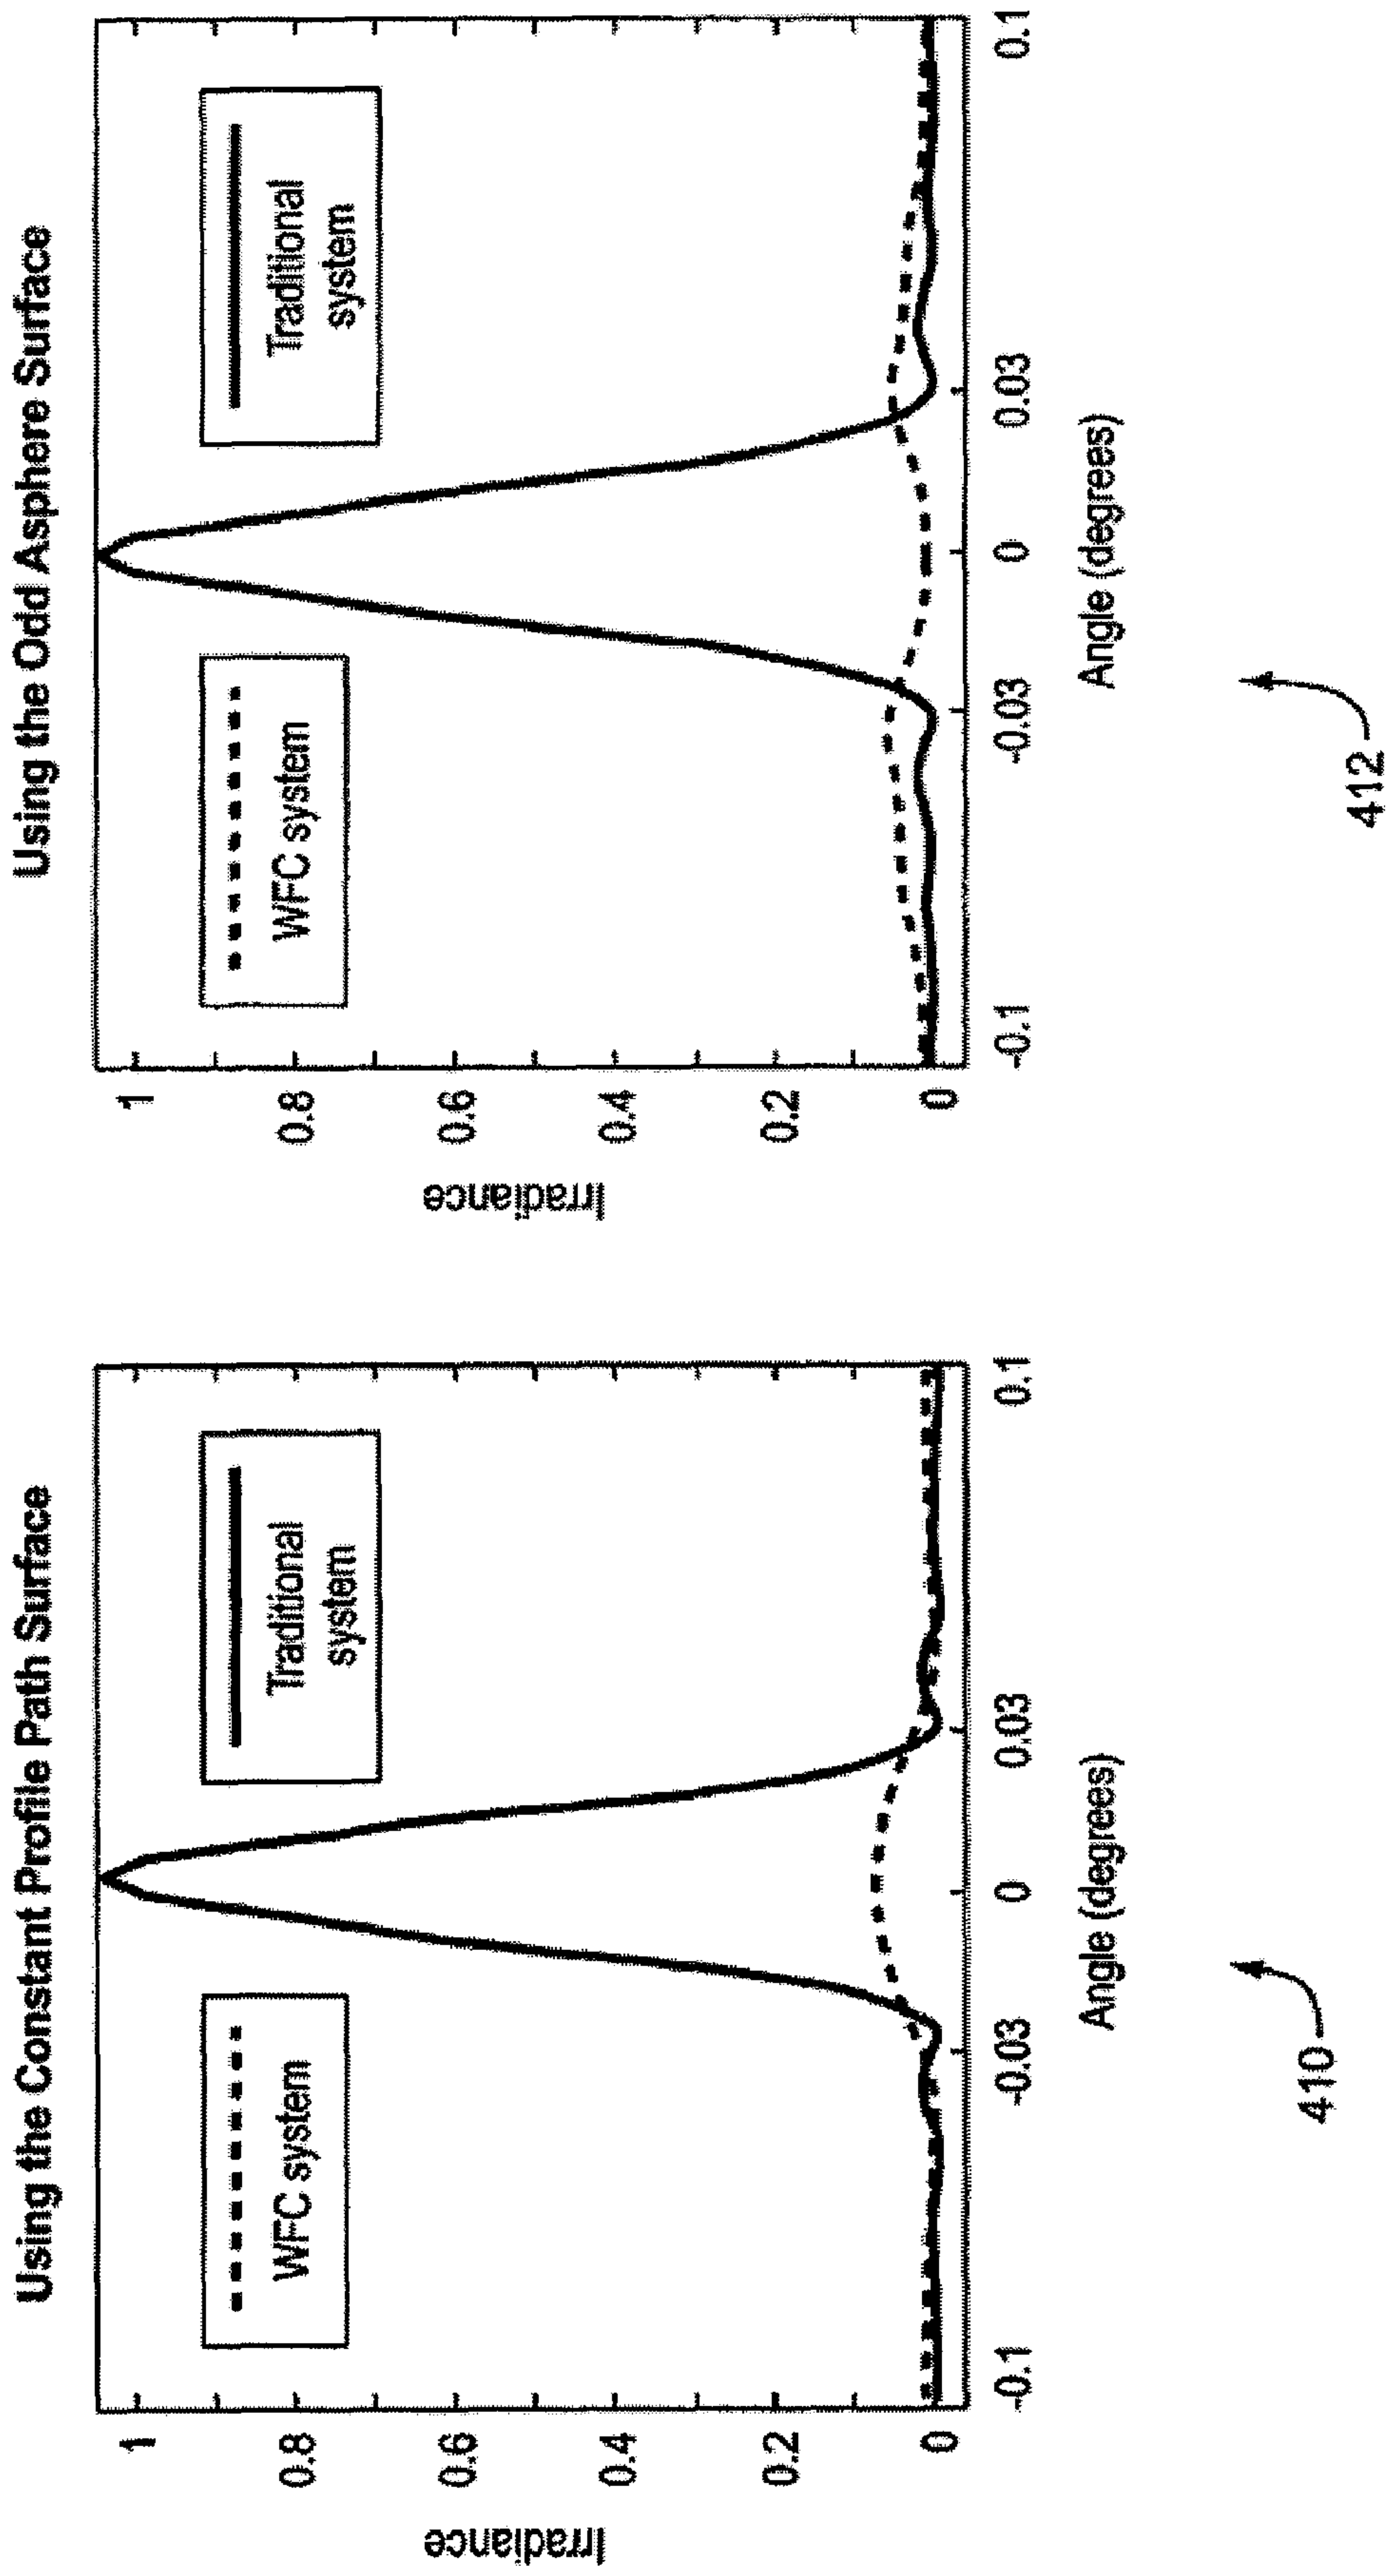 Using the Constant Profile Path Surface
Irradiance
1
0.8
0.6
0.4
0.2
0
WFC system
Traditional
system
-0.1
-0.03
0
0.03
0.1
Angle (degrees)
410
Using the Odd Asphere Surface
Irradiance
1
0.8
0.6
0.4
0.2
0
WFC system
Traditional
system
-0.1
-0.03
0
0.03
0.1
Angle (degrees)
412